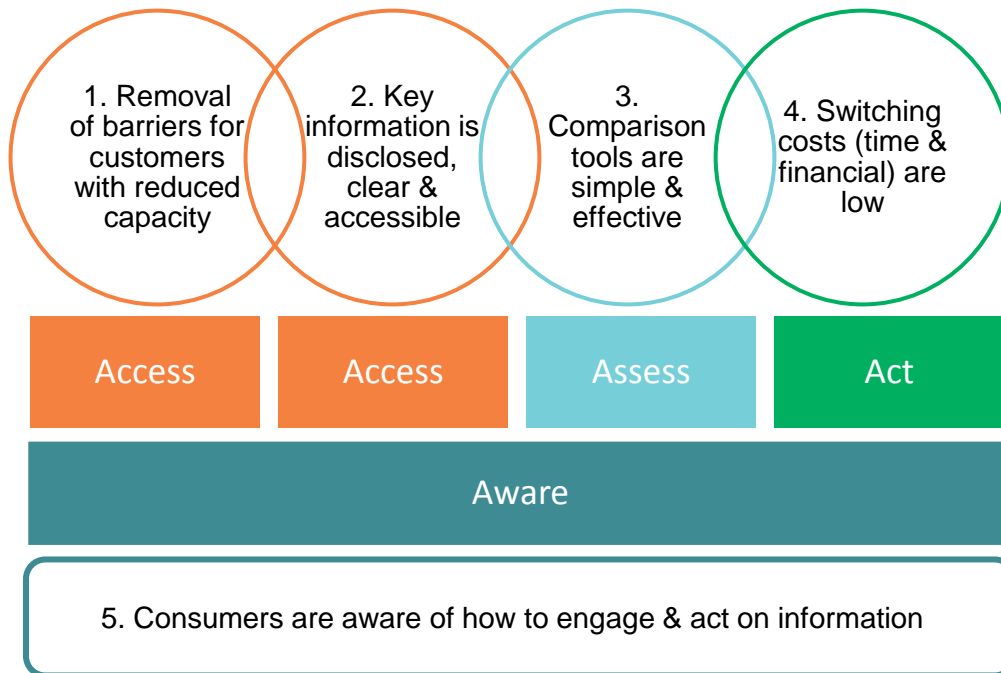 1. Removal
of barriers for
customers
with reduced
capacity
2. Key
information is
disclosed,
clear &
accessible
3.
Comparison
tools are
simple &
effective
4. Switching
costs (time &
financial) are
low
Access
Access
Assess
Act
Aware
5. Consumers are aware of how to engage & act on information